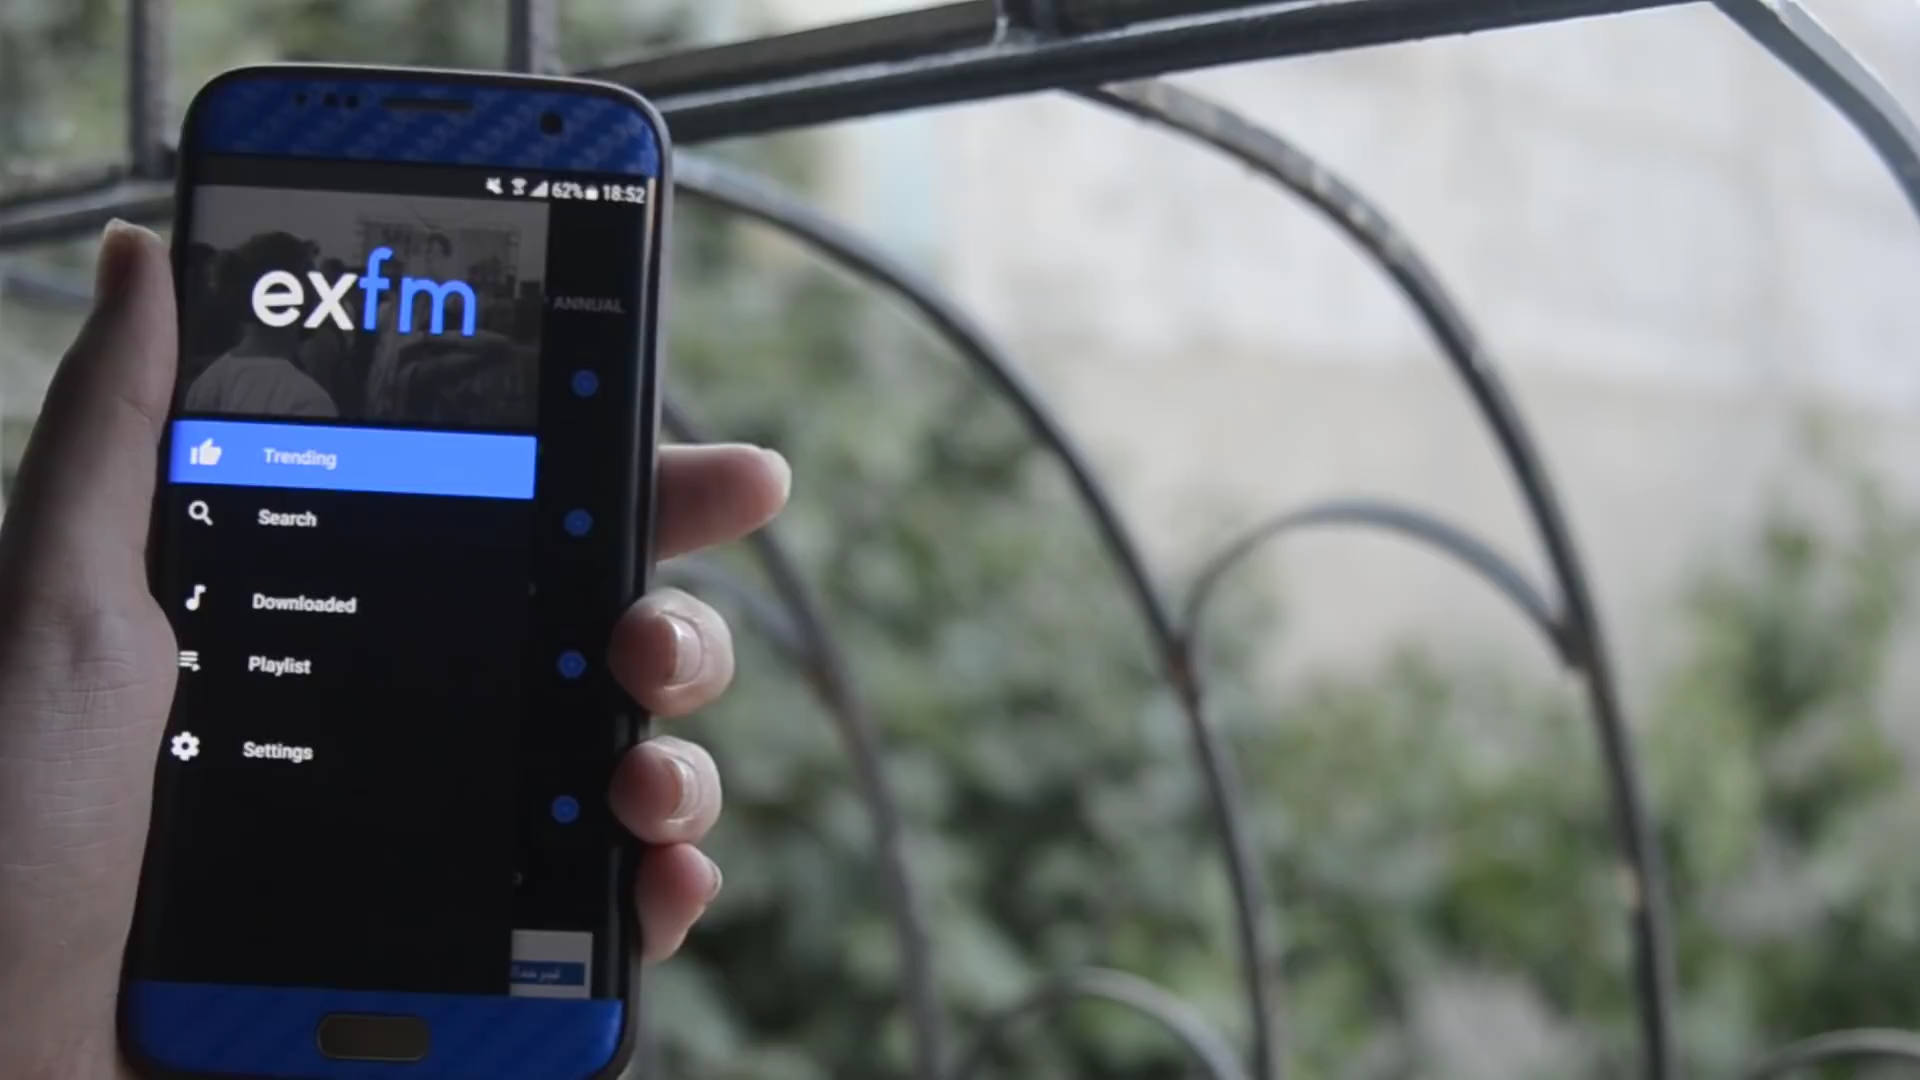 62% 18:52
exfm
ANNUAL
Trending
Search
Downloaded
Playlist
Settings